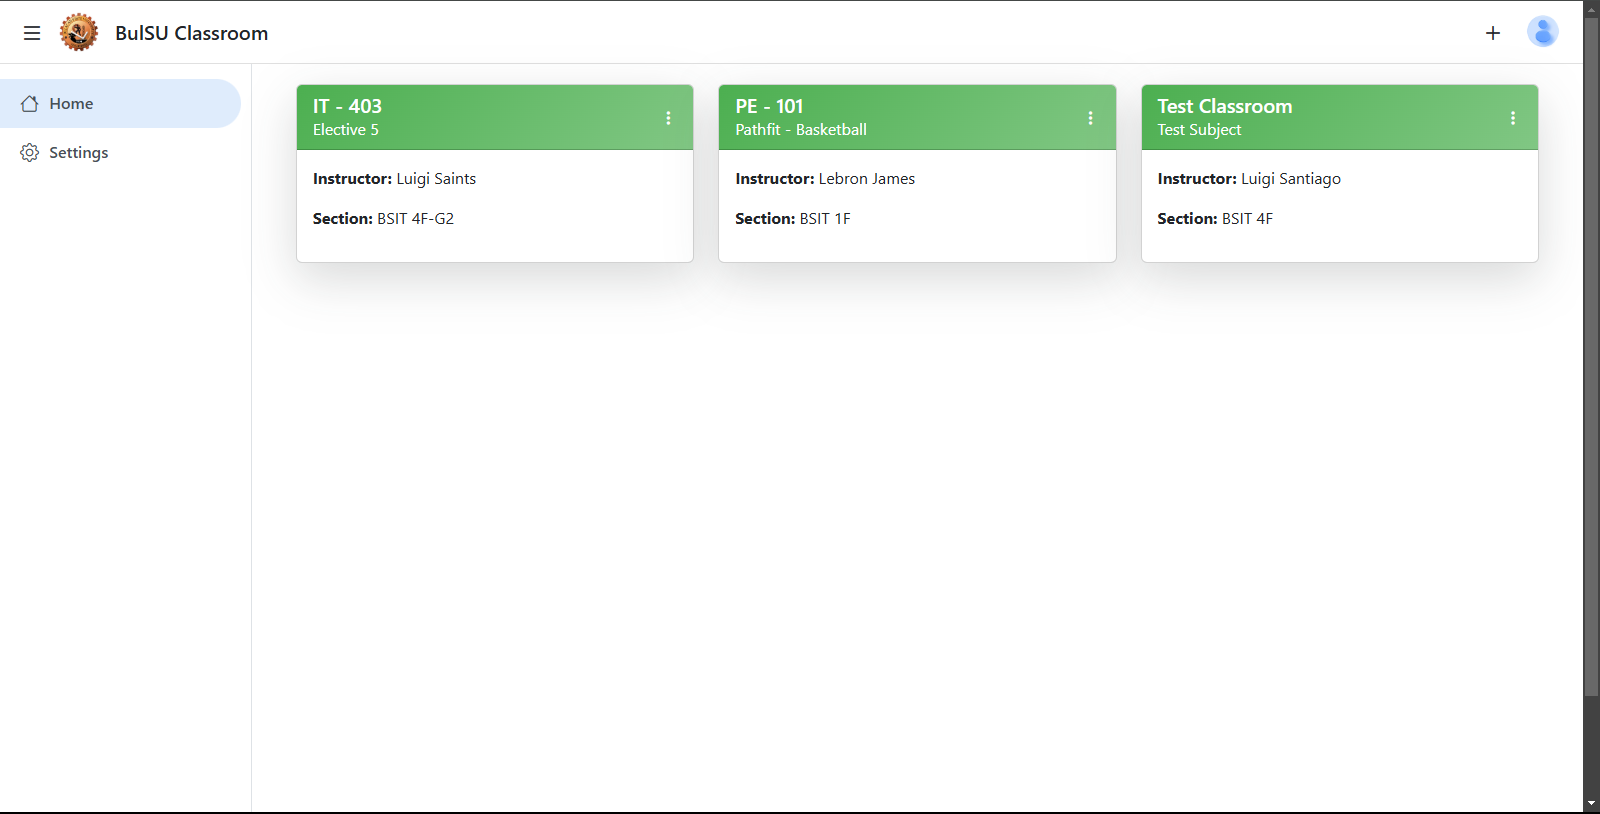 BulSU Classroom
Home
Settings
IT - 403
Elective 5
Instructor: Luigi Saints
Section: BSIT 4F-G2
PE - 101
Pathfit - Basketball
Instructor: Lebron James
Section: BSIT 1F
Test Classroom
Test Subject
Instructor: Luigi Santiago
Section: BSIT 4F